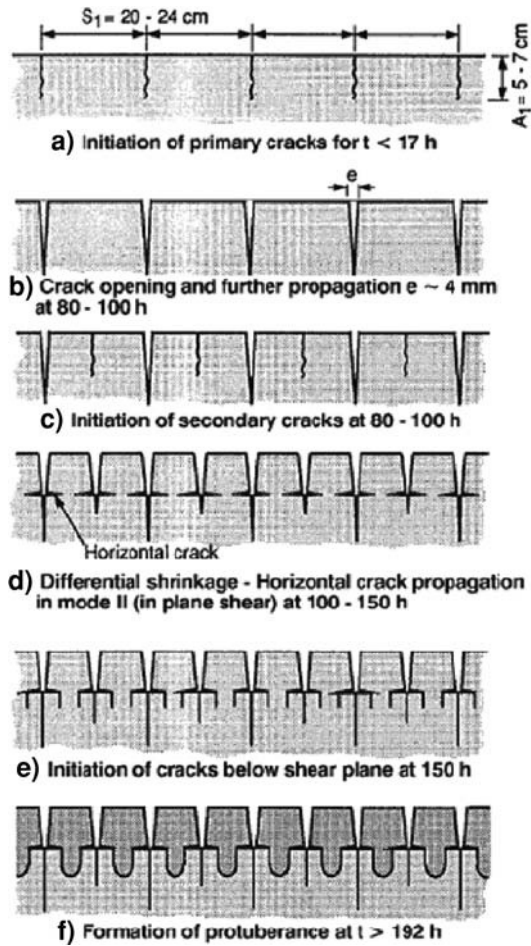 S₁ = 20 - 24 cm
A₁ = 5 - 7 cm
a) Initiation of primary cracks for t < 17 h
e
b) Crack opening and further propagation e ~ 4 mm
at 80 - 100 h
c) Initiation of secondary cracks at 80 - 100 h
Horizontal crack
d) Differential shrinkage - Horizontal crack propagation
in mode II (in plane shear) at 100 - 150 h
e) Initiation of cracks below shear plane at 150 h
f) Formation of protuberance at t > 192 h